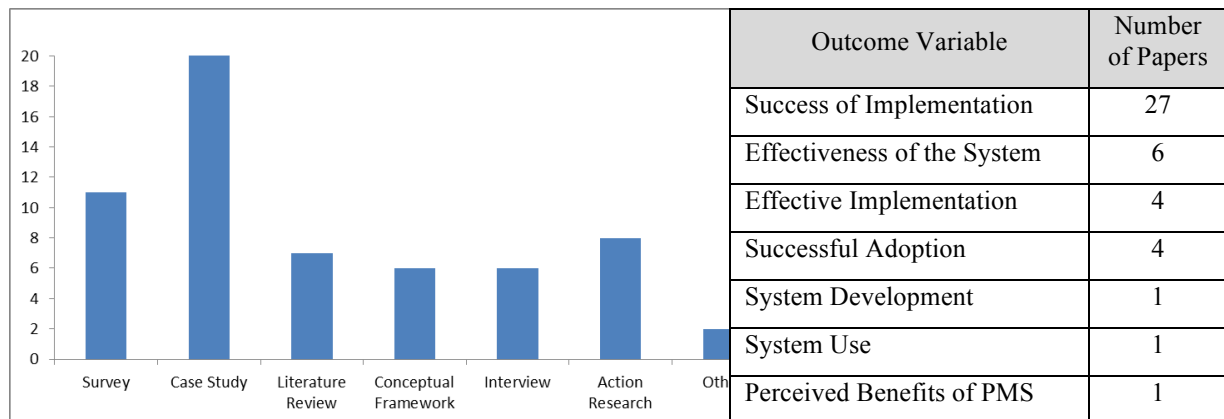 20
18
16
14
12
10
8
6
4
2
0
Survey
Case Study
Literature
Review
Conceptual
Framework
Interview
Action
Research
Oth
Outcome Variable
Number
of Papers
Success of Implementation 27
Effectiveness of the System 6
Effective Implementation 4
Successful Adoption 4
System Development 1
System Use 1
Perceived Benefits of PMS 1